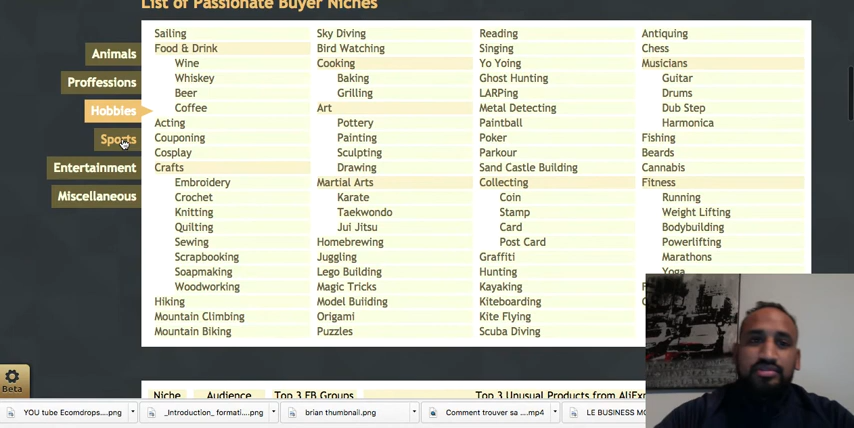 List of Passionate Buyer Niches
Animals
Proffessions
Hobbies
Sports
Entertainment
Miscellaneous
Sailing
Food & Drink
Wine
Whiskey
Beer
Coffee
Acting
Couponing
Cosplay
Crafts
Embroidery
Crochet
Knitting
Quilting
Sewing
Scrapbooking
Soapmaking
Woodworking
Hiking
Mountain Climbing
Mountain Biking
Sky Diving
Bird Watching
Cooking
Baking
Grilling
Art
Pottery
Painting
Sculpting
Drawing
Martial Arts
Karate
Taekwondo
Jui Jitsu
Homebrewing
Juggling
Lego Building
Magic Tricks
Model Building
Origami
Puzzles
Reading
Singing
Yo Yoing
Ghost Hunting
LARPing
Metal Detecting
Paintball
Poker
Parkour
Sand Castle Building
Collecting
Coin
Stamp
Card
Post Card
Graffiti
Hunting
Kayaking
Kiteboarding
Kite Flying
Scuba Diving
Antiquing
Chess
Musicians
Guitar
Drums
Dub Step
Harmonica
Fishing
Beards
Cannabis
Fitness
Running
Weight Lifting
Bodybuilding
Powerlifting
Marathons
Yoga
Beta
Niche Audience Top 3 FB Groups Top 3 Unusual Products from
YOU tube Ecomdrops....png _Introduction_ formati....png brian thumbnail.png Comment trouver sa ....mp4 LE BUSINESS